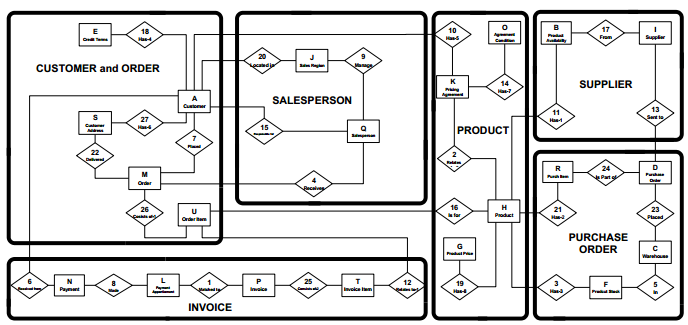 E
Credit Terms
18
Has-4
CUSTOMER and ORDER
A
Customer
S
Customer
Address
27
Has-6
7
Placed
22
Delivered
M
Order
26
U
Order Item
20
Located in
J
Sales Region
9
Manage
SALESPERSON
15
Q
Salesperson
4
Receives
10
Has-5
O
Agreement
Condition
K
Pricing
Agreement
14
Has-7
PRODUCT
2
Relates
16
Is for
H
Product
G
Product Price
19
Has-8
B
Product
Availability
17
From
I
Supplier
SUPPLIER
11
Has-1
13
Sent to
R
Purch Item
24
Is Part of
D
Purchase
Order
21
Has-2
23
Placed
PURCHASE
ORDER
C
Warehouse
3
Has-3
F
Product Stock
5
In
6
N
Payment
8
Made
L
Payment
1
Matched to
P
Invoice
25
T
Invoice Item
12
INVOICE